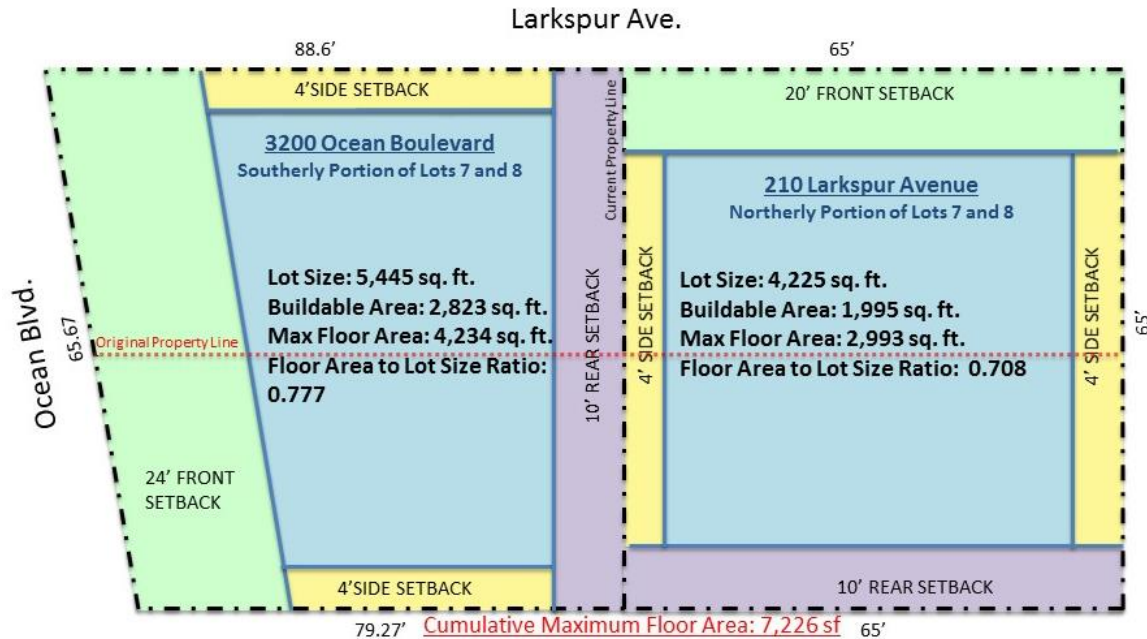 Larkspur Ave.
88.6’
65’
4’SIDE SETBACK
20’ FRONT SETBACK
Current Property Line
3200 Ocean Boulevard
Southerly Portion of Lots 7 and 8
210 Larkspur Avenue
Northerly Portion of Lots 7 and 8
Lot Size: 5,445 sq. ft.
Buildable Area: 2,823 sq. ft.
Max Floor Area: 4,234 sq. ft.
Floor Area to Lot Size Ratio:
0.777
Lot Size: 4,225 sq. ft.
Buildable Area: 1,995 sq. ft.
Max Floor Area: 2,993 sq. ft.
Floor Area to Lot Size Ratio: 0.708
Ocean Blvd.
65.67
Original Property Line
10’ REAR SETBACK
4’ SIDE SETBACK
4’ SIDE SETBACK
65’
24’ FRONT
SETBACK
4’SIDE SETBACK
10’ REAR SETBACK
79.27’
Cumulative Maximum Floor Area: 7,226 sf
65’